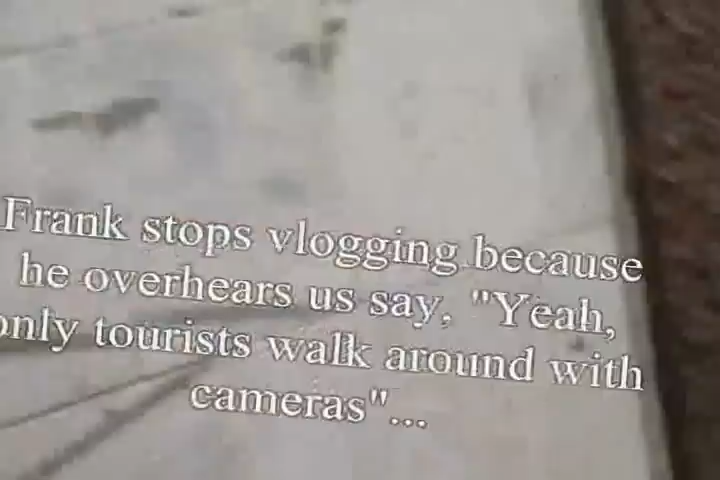 Frank stops vlogging because
he overhears us say, "Yeah,
only tourists walk around with
cameras"...